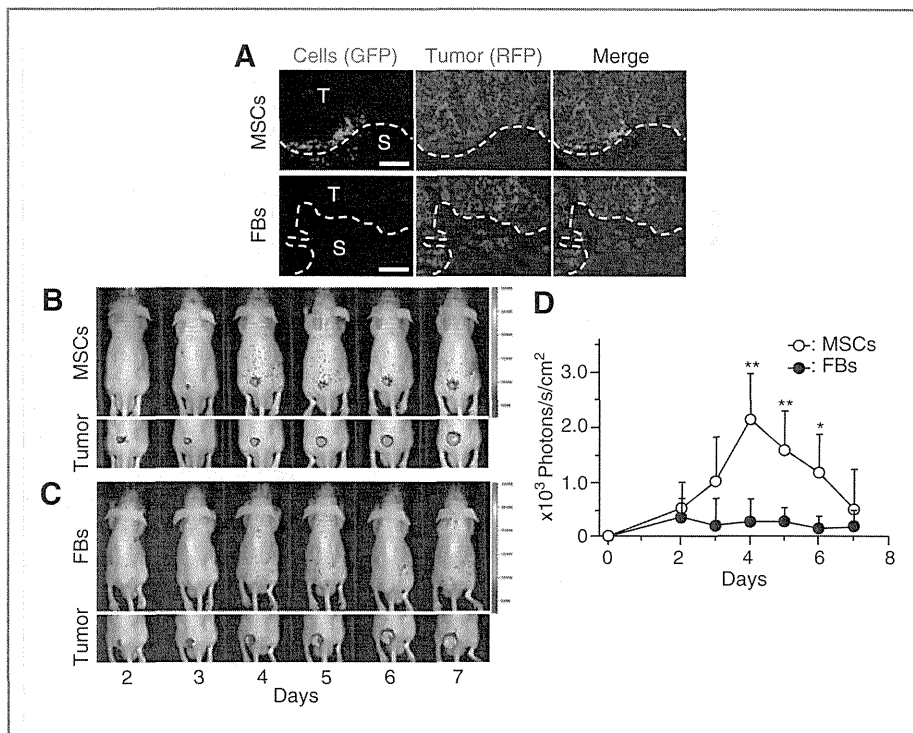 A
Cells (GFP) Tumor (RFP) Merge
MSCs
T
S
FBs
T
S
B
MSCs
Tumor
C
FBs
Tumor
2 3 4 5 6 7
Days
D
: MSCs
: FBs
x10³ Photons/s/cm²
3.0
2.0
1.0
0
** ** *
0 2 4 6 8
Days